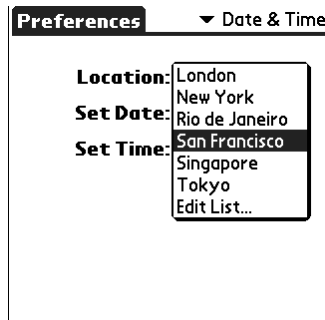 Preferences
Date & Time
Location:
London
New York
Rio de Janeiro
San Francisco
Singapore
Tokyo
Edit List...
Set Date:
Set Time: